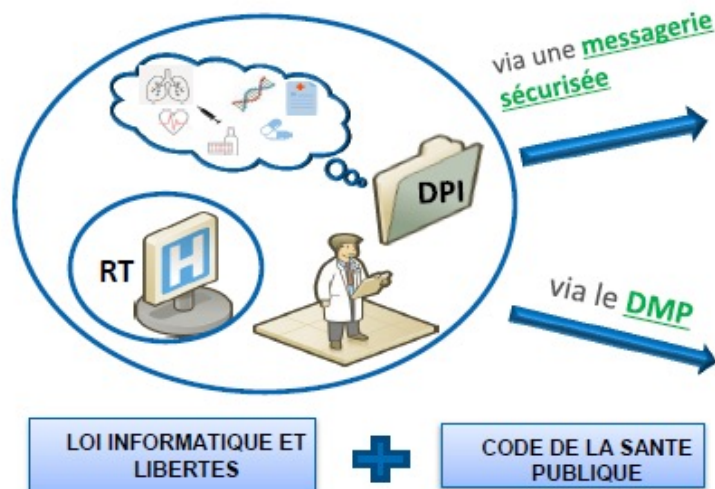 via une messagerie
sécurisée
DPI
RT
H
via le DMP
LOI INFORMATIQUE ET
LIBERTES
CODE DE LA SANTE
PUBLIQUE